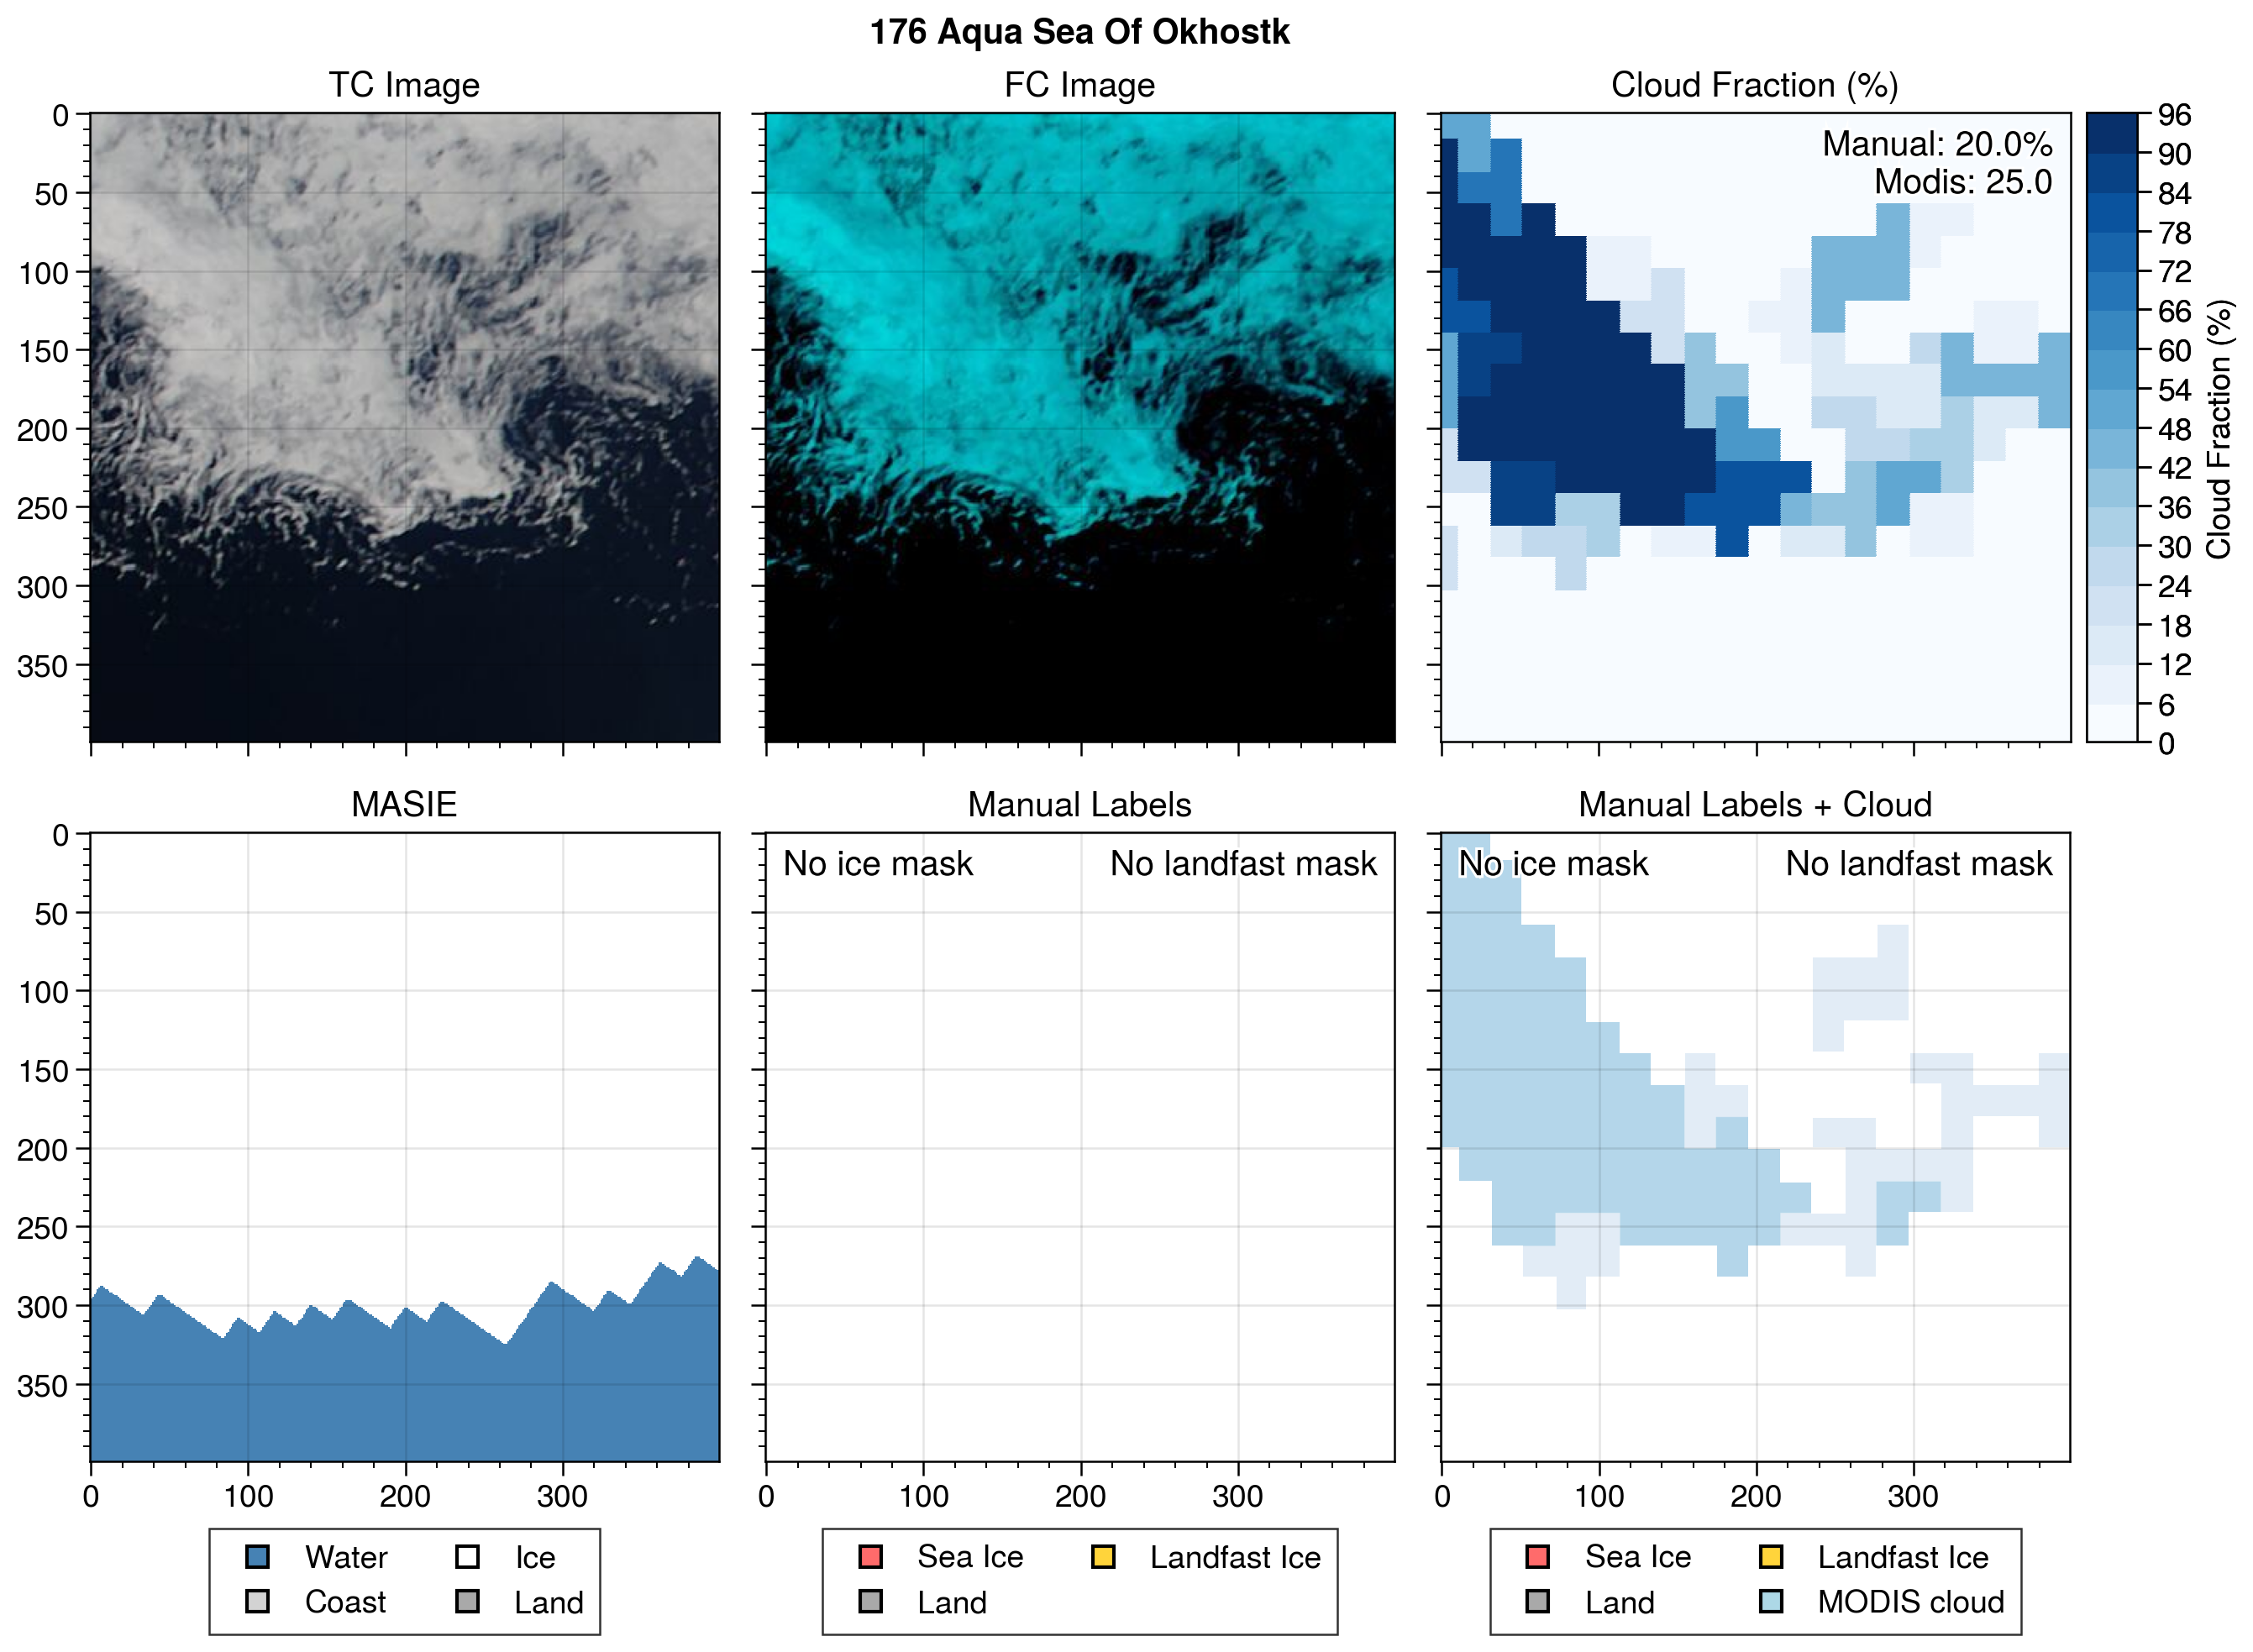 176 Aqua Sea Of Okhostk
TC Image
FC Image
Cloud Fraction (%)
0
50
100
150
200
250
300
350
Manual: 20.0%
Modis: 25.0
96
90
84
78
72
66
60
54
48
42
36
30
24
18
12
6
0
Cloud Fraction (%)
MASIE
Manual Labels
Manual Labels + Cloud
0
50
100
150
200
250
300
350
No ice mask
No landfast mask
No ice mask
No landfast mask
0 100 200 300
0 100 200 300
0 100 200 300
Water
Ice
Coast
Land
Sea Ice
Landfast Ice
Land
Sea Ice
Landfast Ice
Land
MODIS cloud